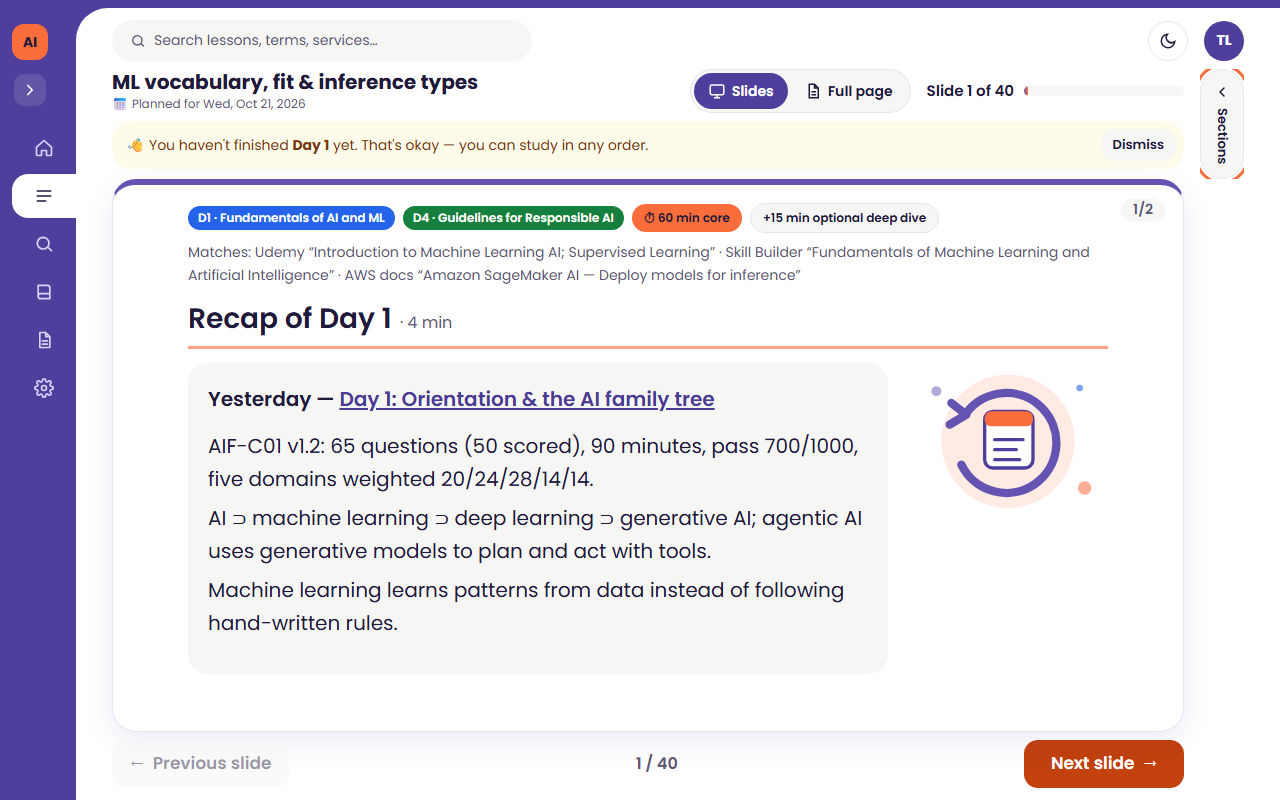 AI
Search lessons, terms, services...
TL
ML vocabulary, fit & inference types
Planned for Wed, Oct 21, 2026
Slides
Full page
Slide 1 of 40
Sections
You haven't finished Day 1 yet. That's okay — you can study in any order.
Dismiss
D1 · Fundamentals of AI and ML
D4 · Guidelines for Responsible AI
60 min core
+15 min optional deep dive
1/2
Matches: Udemy “Introduction to Machine Learning AI; Supervised Learning” · Skill Builder “Fundamentals of Machine Learning and
Artificial Intelligence” · AWS docs “Amazon SageMaker AI — Deploy models for inference”
Recap of Day 1 · 4 min
Yesterday — Day 1: Orientation & the AI family tree
AIF-C01 v1.2: 65 questions (50 scored), 90 minutes, pass 700/1000,
five domains weighted 20/24/28/14/14.
AI ⊃ machine learning ⊃ deep learning ⊃ generative AI; agentic AI
uses generative models to plan and act with tools.
Machine learning learns patterns from data instead of following
hand-written rules.
← Previous slide
1 / 40
Next slide →